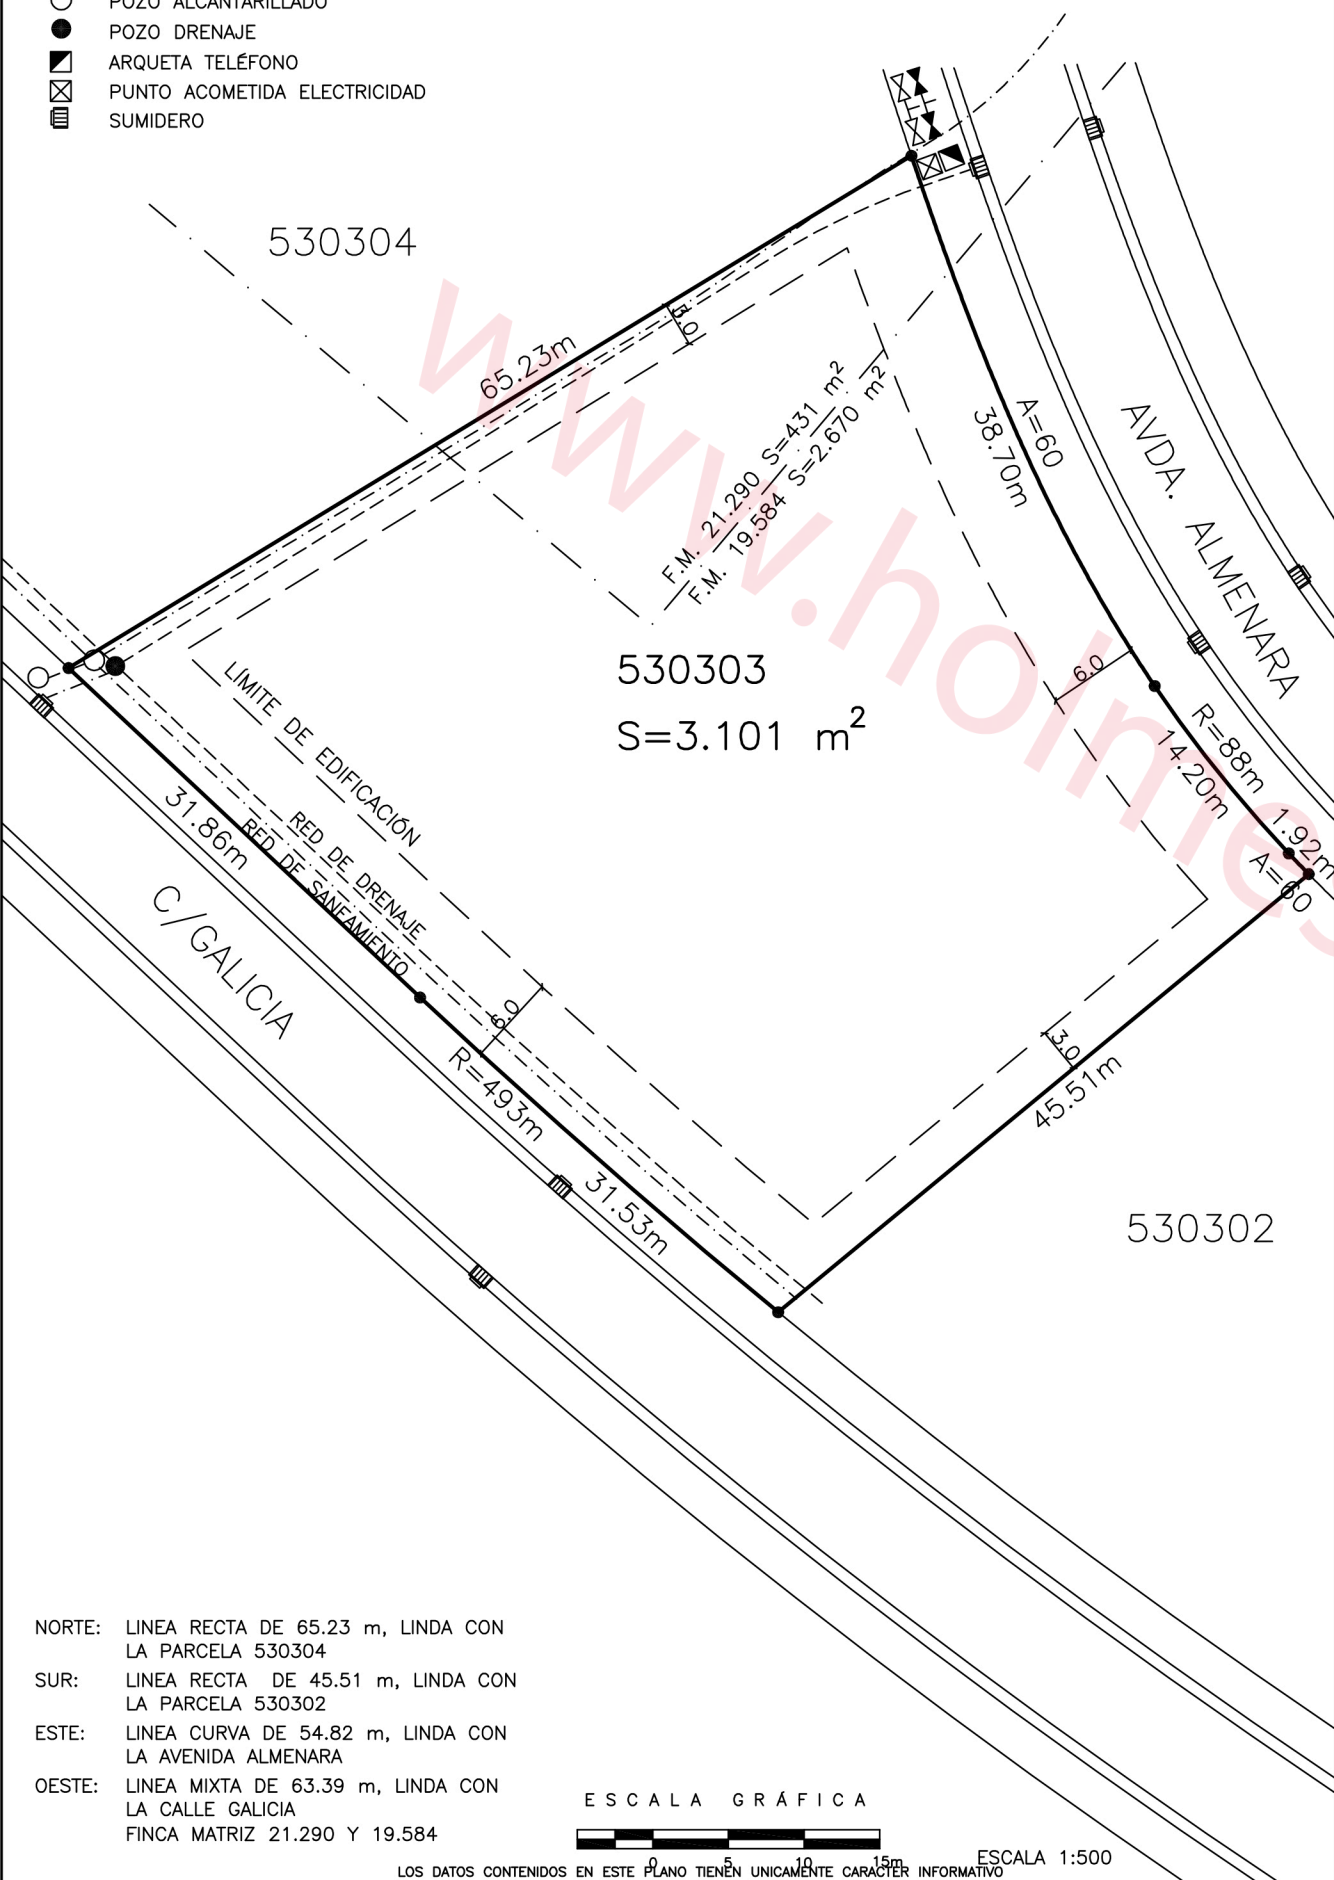 POZO ALCANTARILLADO
POZO DRENAJE
ARQUETA TELÉFONO
PUNTO ACOMETIDA ELECTRICIDAD
SUMIDERO
530304
65.23m
3.0
F.M. 21.290 S=431 m²
F.M. 19.584 S=2.670 m²
A=60
38.70m
AVDA. ALMENARA
530303
S=3.101 m²
6.0
R=88m
14.20m
1.92m
A=60
LÍMITE DE EDIFICACIÓN
RED DE DRENAJE
RED DE SANEAMIENTO
31.86m
C/GALICIA
6.0
R=493m
31.53m
3.0
45.51m
530302
www.holmes
NORTE: LINEA RECTA DE 65.23 m, LINDA CON
LA PARCELA 530304
SUR: LINEA RECTA DE 45.51 m, LINDA CON
LA PARCELA 530302
ESTE: LINEA CURVA DE 54.82 m, LINDA CON
LA AVENIDA ALMENARA
OESTE: LINEA MIXTA DE 63.39 m, LINDA CON
LA CALLE GALICIA
FINCA MATRIZ 21.290 Y 19.584
ESCALA GRÁFICA
0 5 10 15m
ESCALA 1:500
LOS DATOS CONTENIDOS EN ESTE PLANO TIENEN UNICAMENTE CARACTER INFORMATIVO